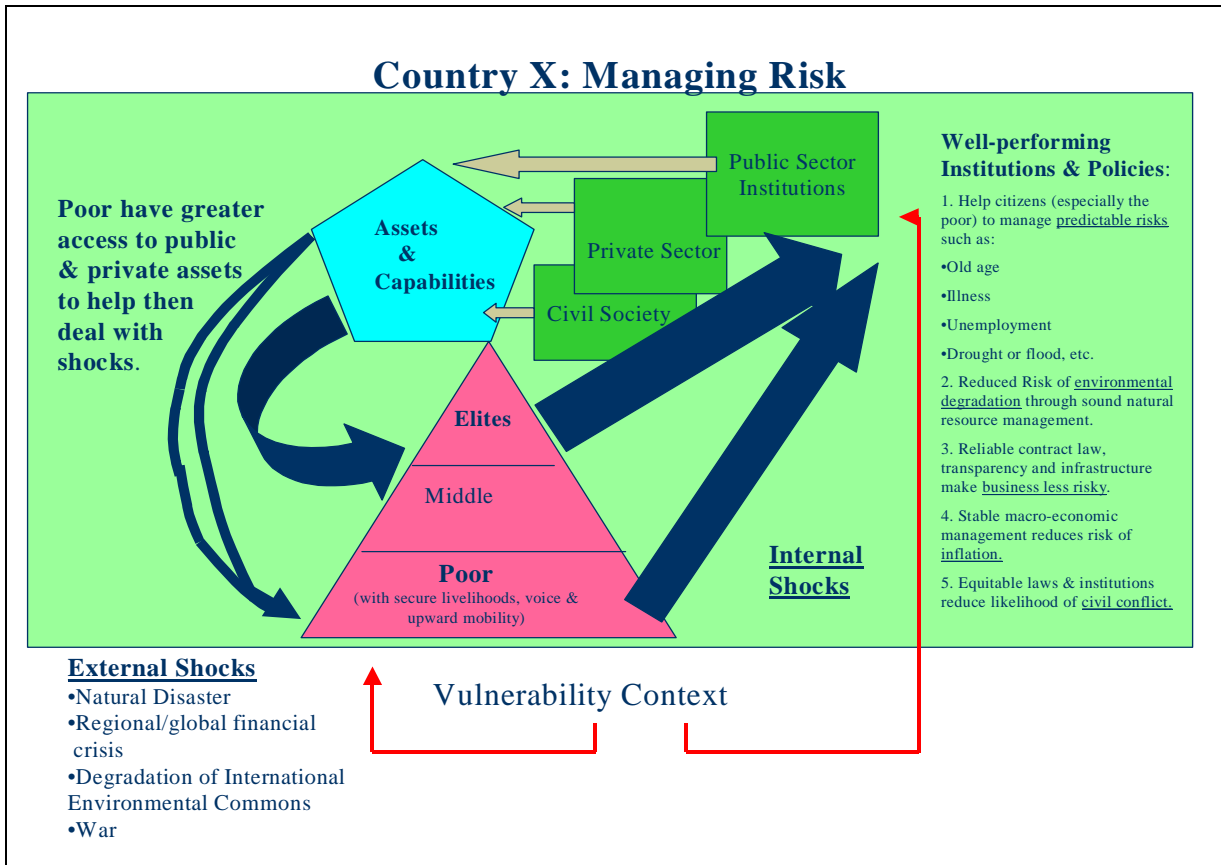 Country X: Managing Risk
Poor have greater
access to public
& private assets
to help then
deal with
shocks.
Assets
&
Capabilities
Public Sector
Institutions
Private Sector
Civil Society
Elites
Middle
Poor
(with secure livelihoods, voice &
upward mobility)
Internal
Shocks
Well-performing
Institutions & Policies:
1. Help citizens (especially the
poor) to manage predictable risks
such as:
•Old age
•Illness
•Unemployment
•Drought or flood, etc.
2. Reduced Risk of environmental
degradation through sound natural
resource management.
3. Reliable contract law,
transparency and infrastructure
make business less risky.
4. Stable macro-economic
management reduces risk of
inflation.
5. Equitable laws & institutions
reduce likelihood of civil conflict.
External Shocks
•Natural Disaster
•Regional/global financial
crisis
•Degradation of International
Environmental Commons
•War
Vulnerability Context